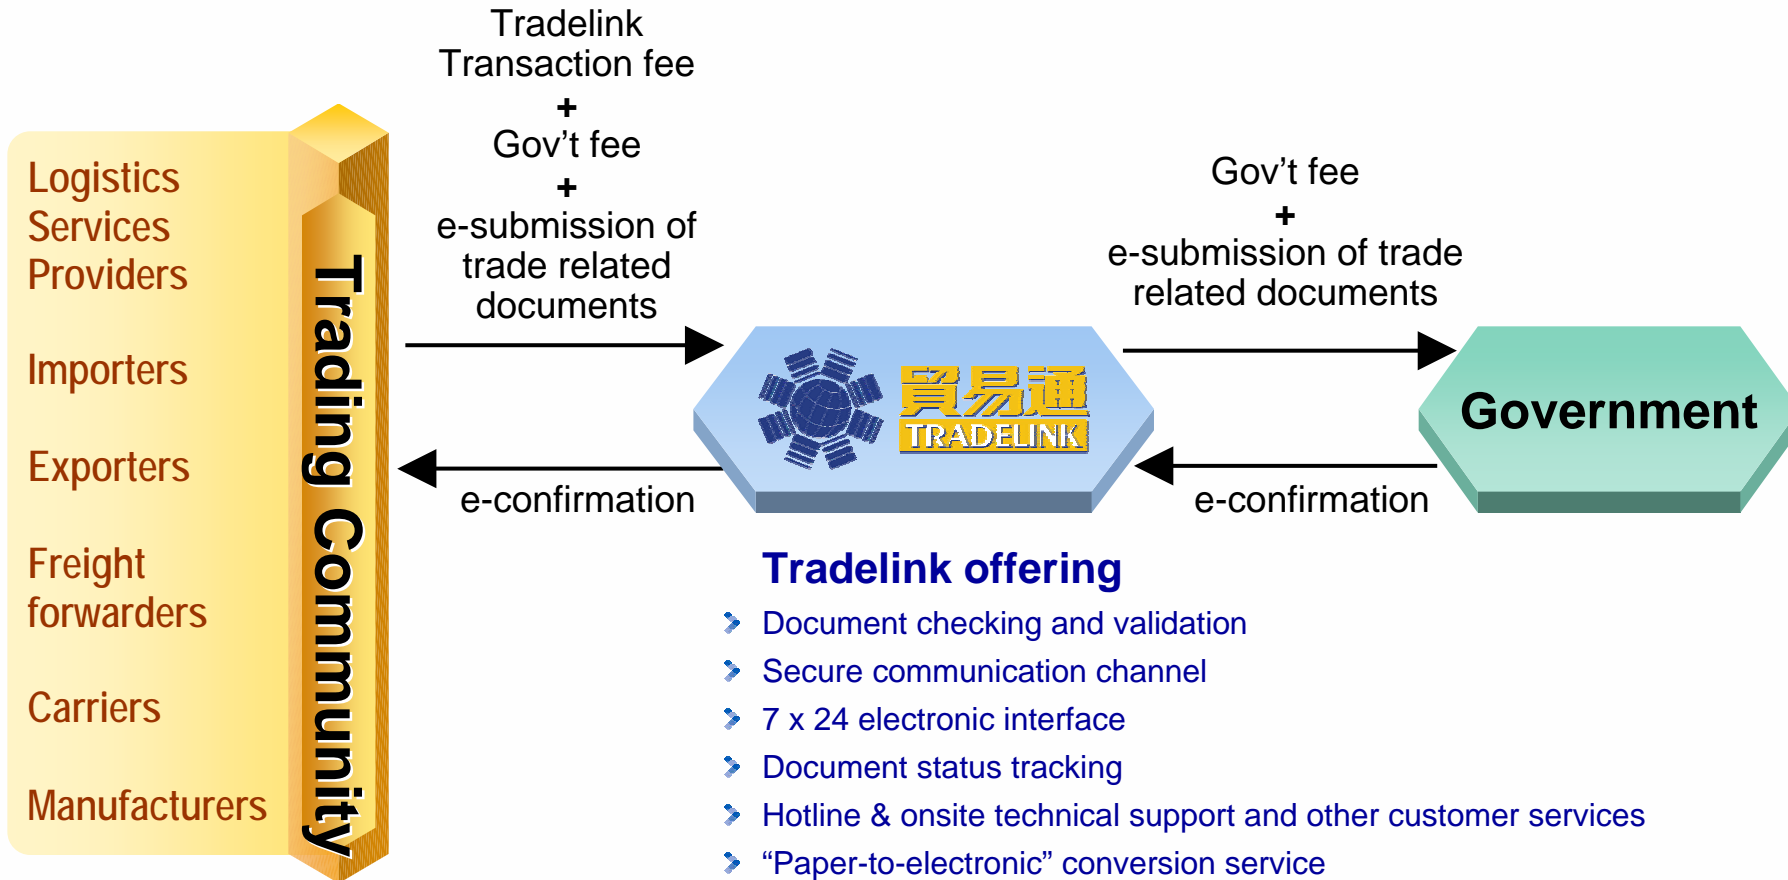 Tradelink
Transaction fee
+
Gov't fee
+
e-submission of
trade related
documents
Gov't fee
+
e-submission of trade
related documents
Logistics
Services
Providers
Importers
Exporters
Freight
forwarders
Carriers
Manufacturers
Trading Community
貿易通
TRADELINK
Government
e-confirmation
e-confirmation
Tradelink offering
Document checking and validation
Secure communication channel
7 x 24 electronic interface
Document status tracking
Hotline & onsite technical support and other customer services
“Paper-to-electronic” conversion service